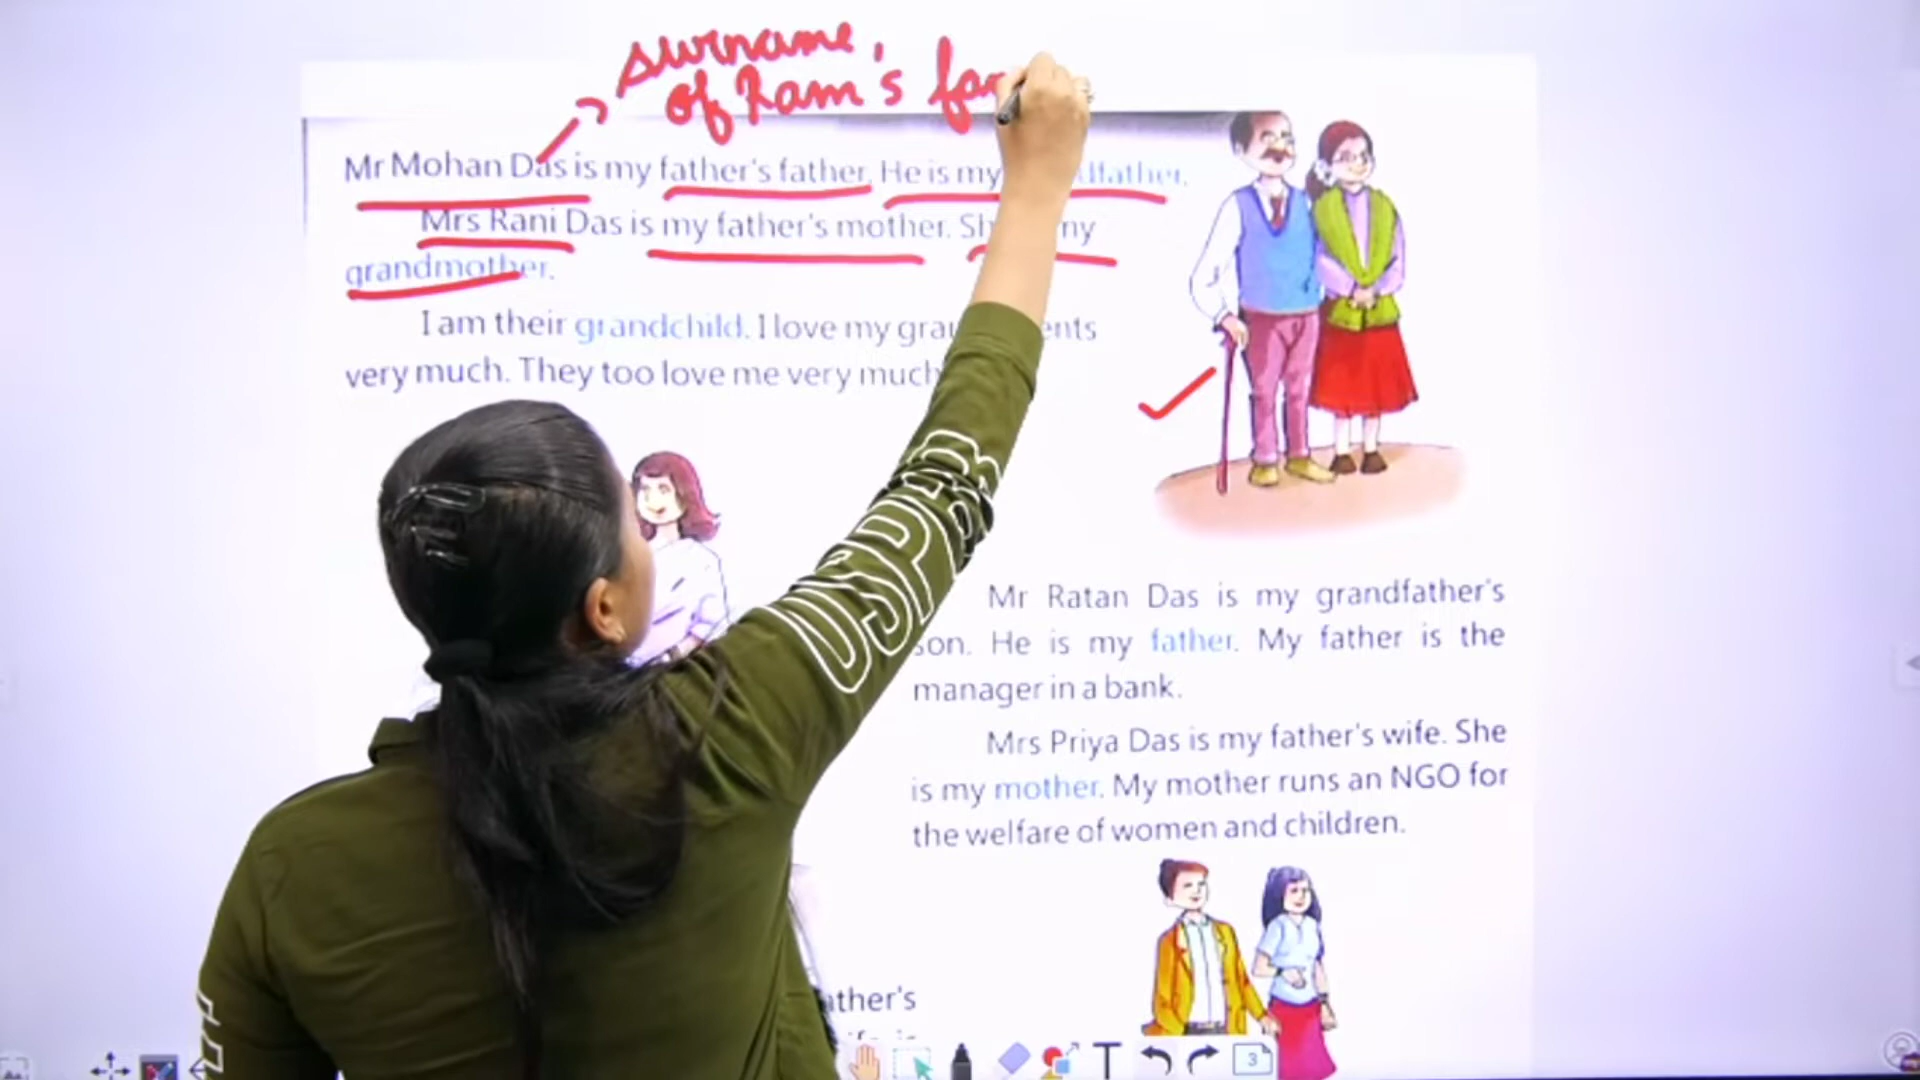 surname,
of Ram's
Mr Mohan Das is my father's father. He is my
Mrs Rani Das is my father's mother. my
grandmother.
I am their grandchild. I love my
very much. They too love me very much
Mr Ratan Das is my grandfather's
son. He is my father. My father is the
manager in a bank.
Mrs Priya Das is my father's wife. She
is my mother. My mother runs an NGO for
the welfare of women and children.
3